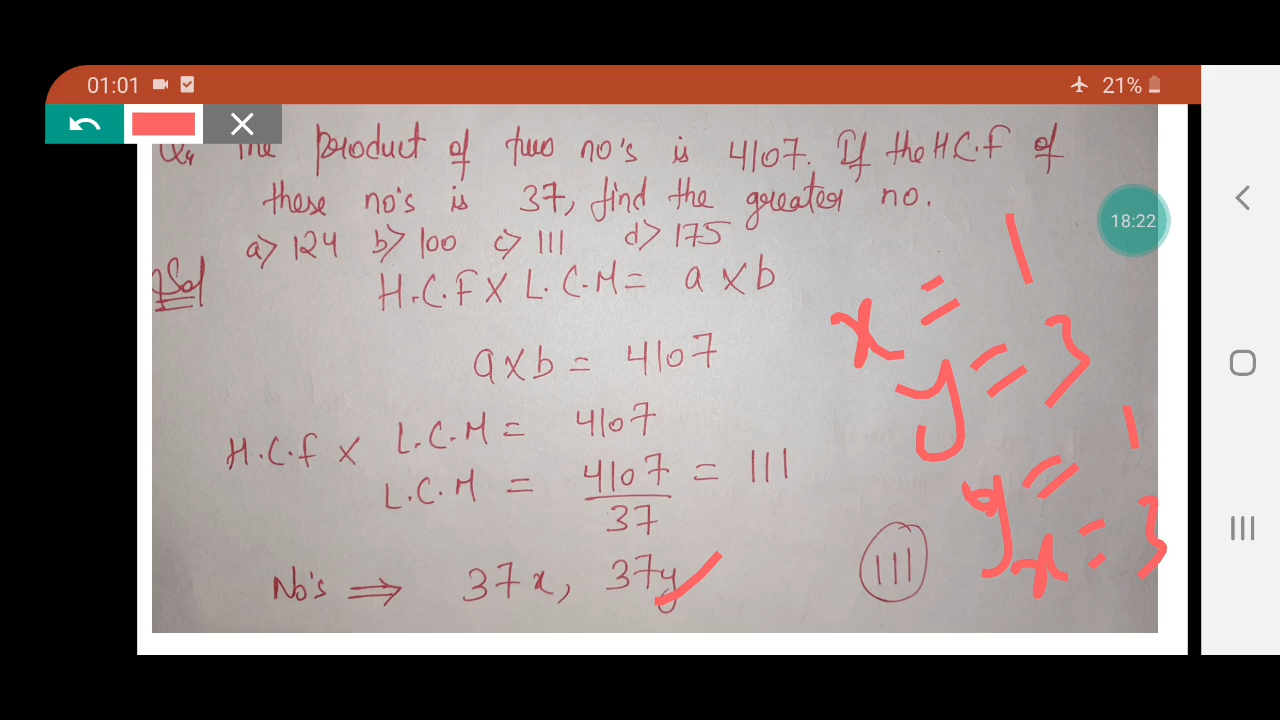 01:01 21%
The product of two no's is 4107. If the H.C.F of
these no's is 37, find the greater no.
18:22
a> 124 b> 100 c> 111 d> 175
Sol
H.C.F X L.C.M = a x b
a x b = 4107
H.C.F x L.C.M = 4107
L.C.M = 4107/37 = 111
No's ⇒ 37x, 37y
111
x = 1
y = 3
y = 1
x = 3